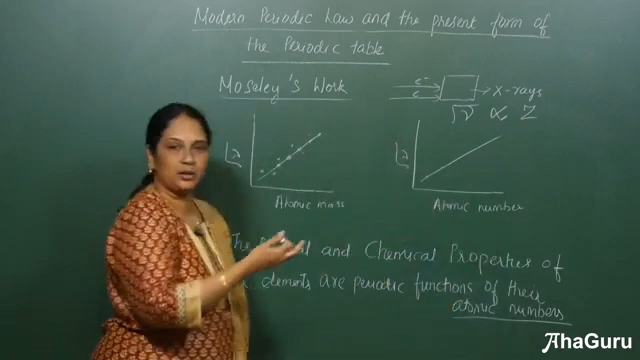 Modern Periodic Law and the present form of
the Periodic table
Moseley's Work
e⁻
e⁻
X-rays
√ν ∝ Z
√ν
Atomic mass
√ν
Atomic number
The and Chemical Properties of
elements are periodic functions of their
atomic numbers
AhaGuru